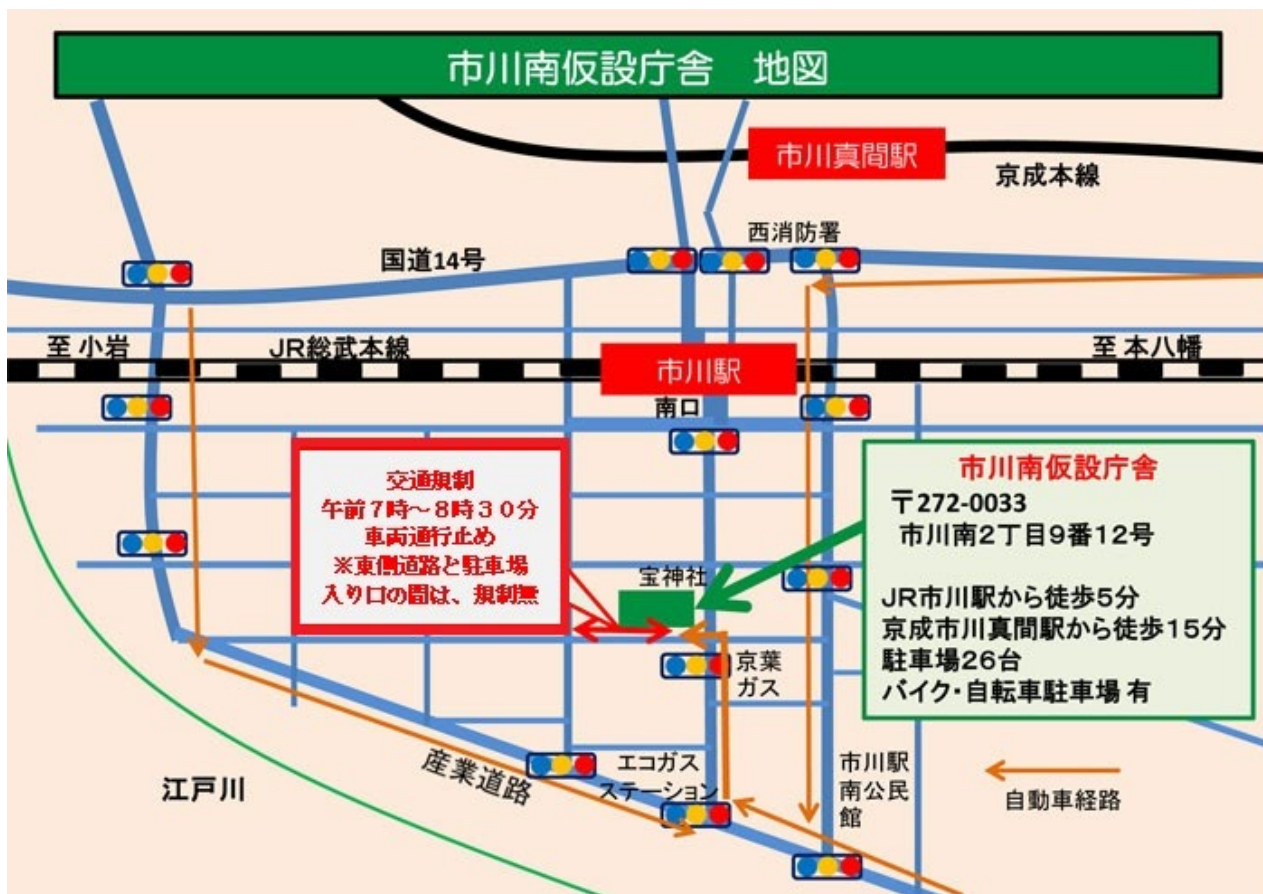 市川南仮設庁舎　地図
市川真間駅
京成本線
西消防署
国道14号
至 小岩
JR総武本線
市川駅
至 本八幡
南口
交通規制
午前７時～８時３０分
車両通行止め
※東側道路と駐車場
入り口の間は、規制無
市川南仮設庁舎
〒272-0033
市川南2丁目9番12号
JR市川駅から徒歩5分
京成市川真間駅から徒歩15分
駐車場26台
バイク・自転車駐車場 有
宝神社
京葉
ガス
エコガス
ステーション
産業道路
江戸川
市川駅
南公民
館
自動車経路